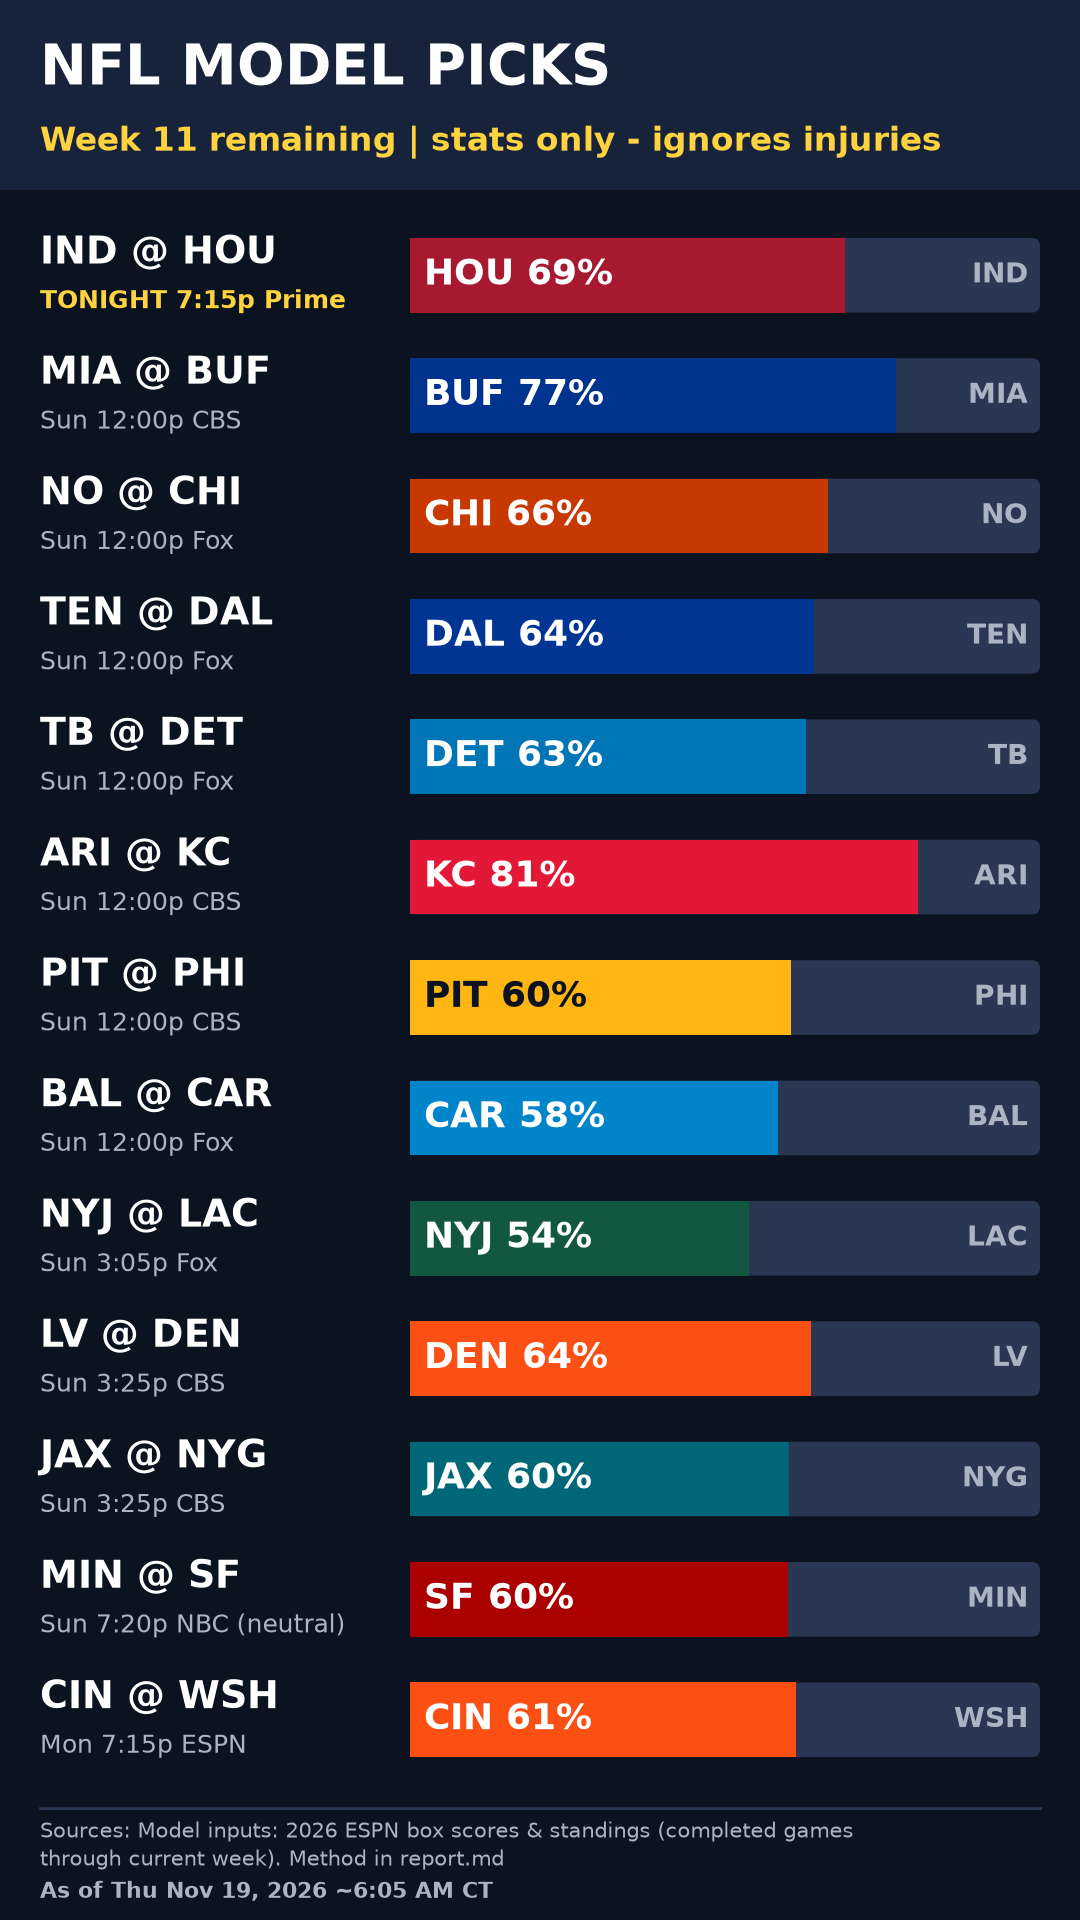 NFL MODEL PICKS
Week 11 remaining | stats only - ignores injuries
IND @ HOU
TONIGHT 7:15p Prime
HOU 69%
IND
MIA @ BUF
Sun 12:00p CBS
BUF 77%
MIA
NO @ CHI
Sun 12:00p Fox
CHI 66%
NO
TEN @ DAL
Sun 12:00p Fox
DAL 64%
TEN
TB @ DET
Sun 12:00p Fox
DET 63%
TB
ARI @ KC
Sun 12:00p CBS
KC 81%
ARI
PIT @ PHI
Sun 12:00p CBS
PIT 60%
PHI
BAL @ CAR
Sun 12:00p Fox
CAR 58%
BAL
NYJ @ LAC
Sun 3:05p Fox
NYJ 54%
LAC
LV @ DEN
Sun 3:25p CBS
DEN 64%
LV
JAX @ NYG
Sun 3:25p CBS
JAX 60%
NYG
MIN @ SF
Sun 7:20p NBC (neutral)
SF 60%
MIN
CIN @ WSH
Mon 7:15p ESPN
CIN 61%
WSH
Sources: Model inputs: 2026 ESPN box scores & standings (completed games
through current week). Method in report.md
As of Thu Nov 19, 2026 ~6:05 AM CT